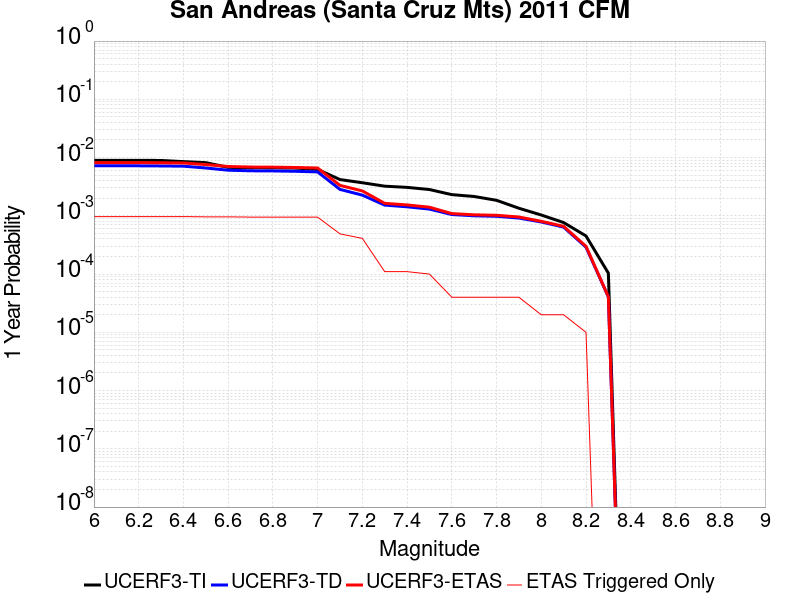 San Andreas (Santa Cruz Mts) 2011 CFM
10^0
10^-1
10^-2
10^-3
10^-4
10^-5
10^-6
10^-7
10^-8
1 Year Probability
6 6.2 6.4 6.6 6.8 7 7.2 7.4 7.6 7.8 8 8.2 8.4 8.6 8.8 9
Magnitude
UCERF3-TI UCERF3-TD UCERF3-ETAS ETAS Triggered Only